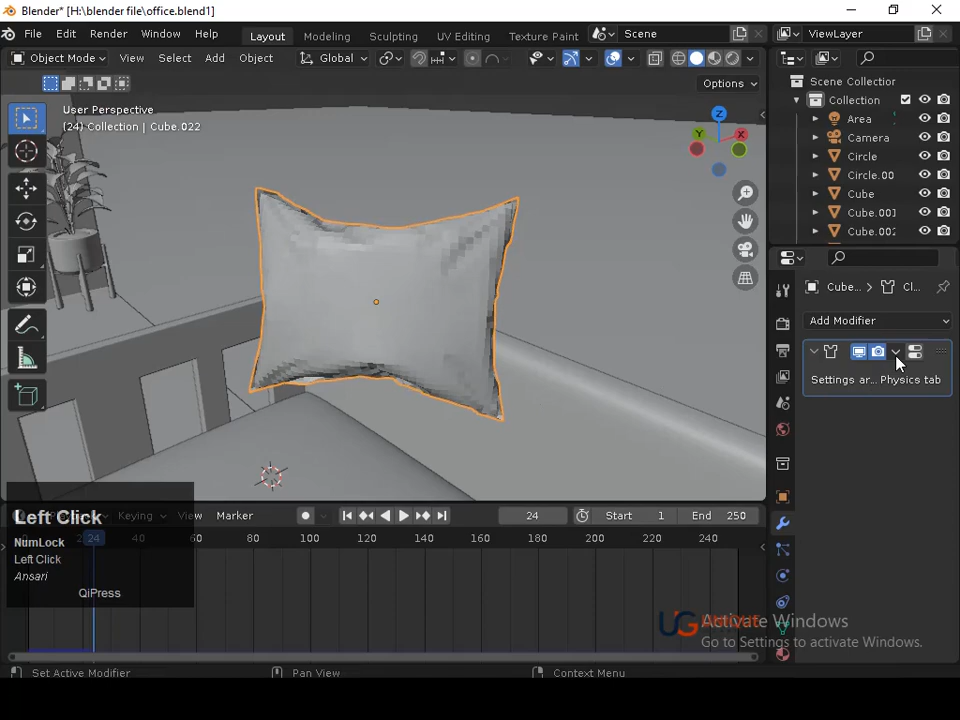 Blender* [H:\blender file\office.blend1]
File Edit Render Window Help Layout Modeling Sculpting UV Editing Texture Paint Scene ViewLayer
Object Mode View Select Add Object Global
Options
User Perspective
(24) Collection | Cube.022
Z
Y
X
Scene Collection
Collection
Area
Camera
Circle
Circle.00
Cube
Cube.001
Cube.002
Cube... > Cl...
Add Modifier
Settings ar... Physics tab
Keying View Marker 24 Start 1 End 250
24 40 60 80 100 120 140 160 180 200 220 240
Left Click
NumLock
Left Click
Ansari
QiPress
UG
Activate Windows
Go to Settings to activate Windows.
Set Active Modifier Pan View Context Menu